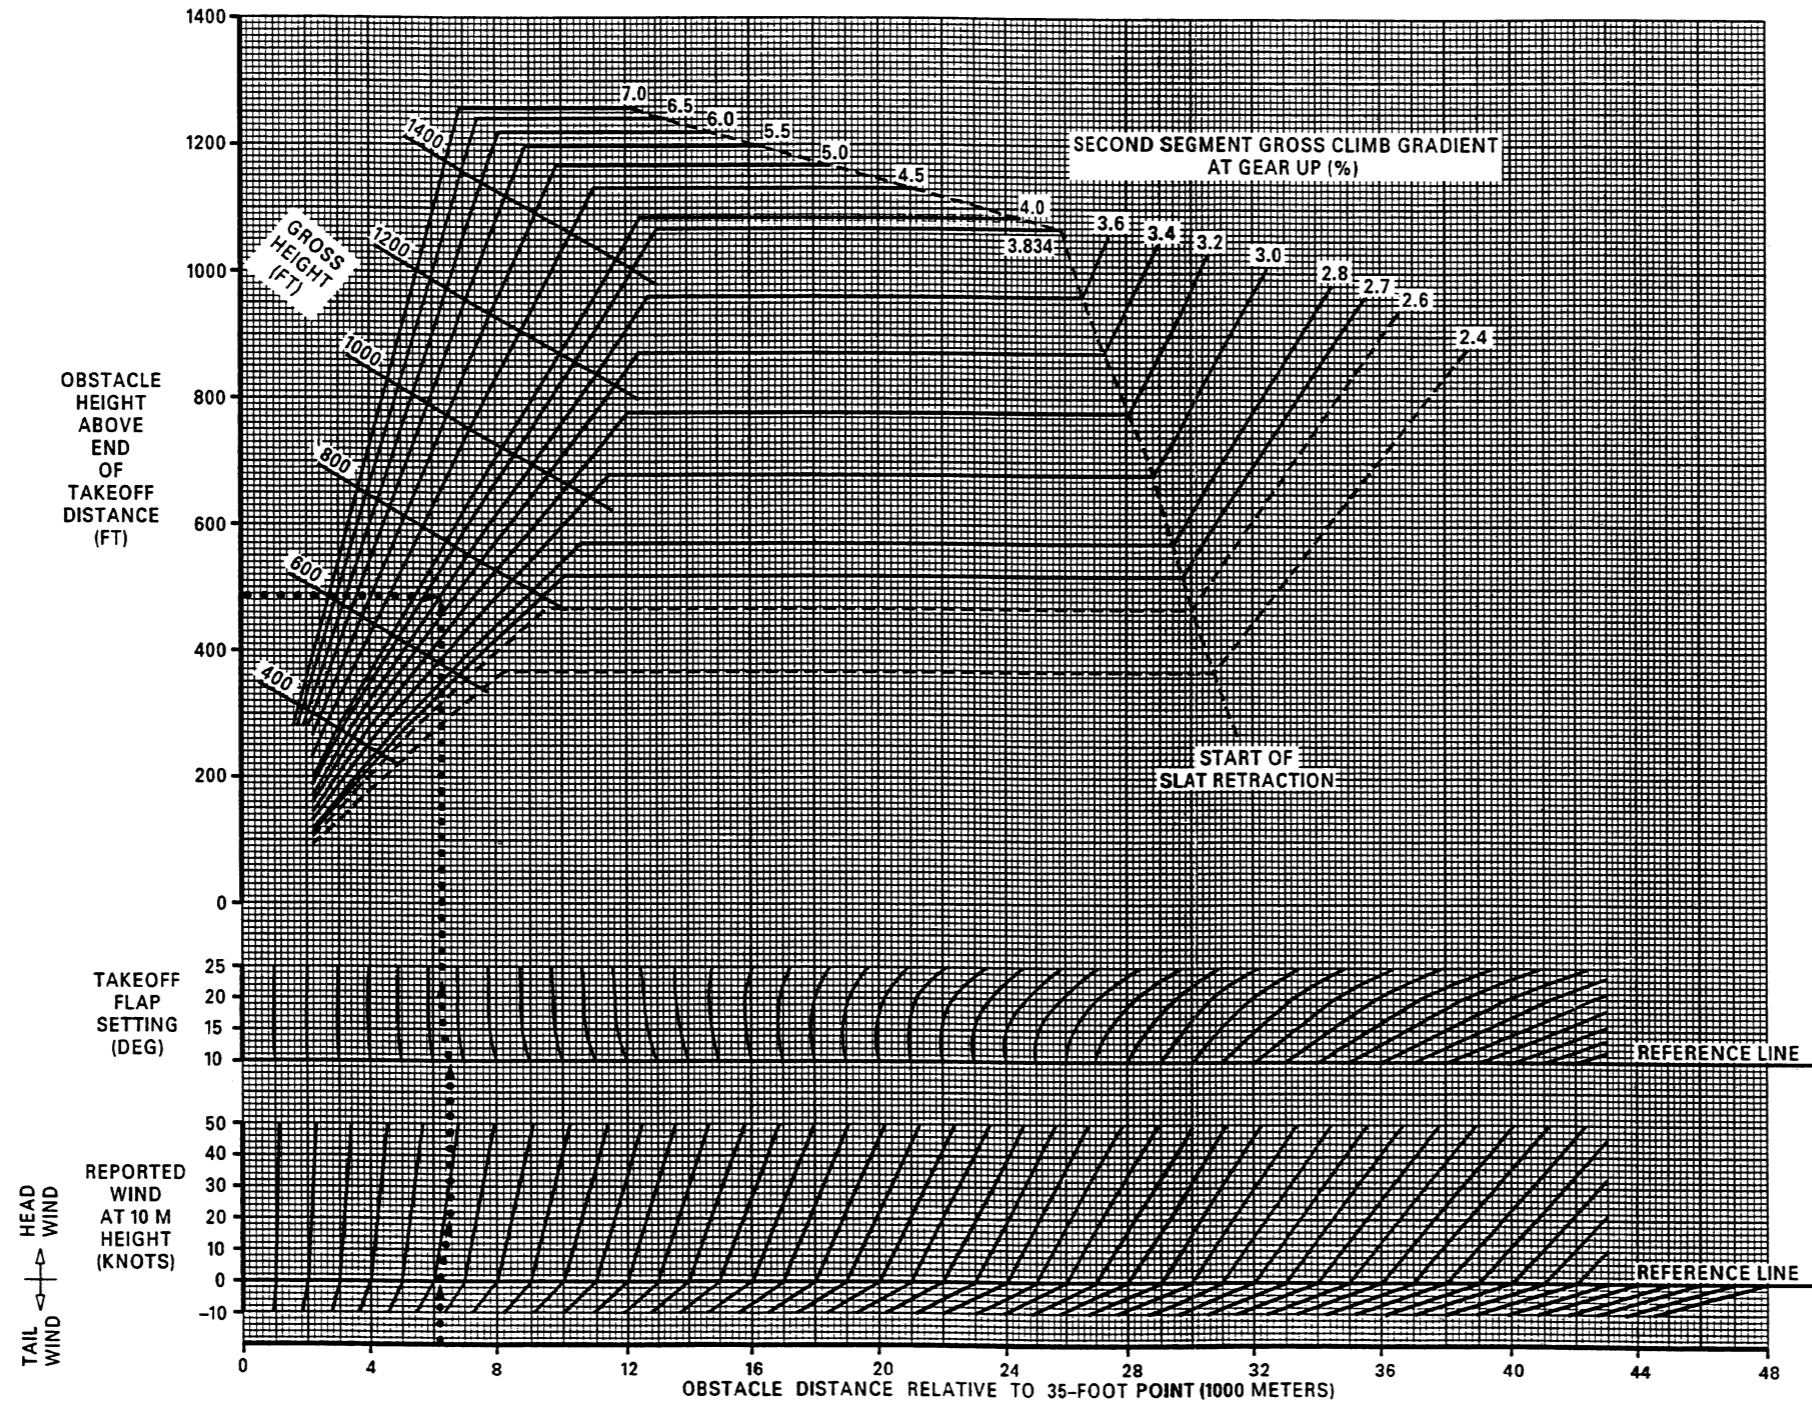 1400
1200
1000
800
600
400
200
0
OBSTACLE
HEIGHT
ABOVE
END
OF
TAKEOFF
DISTANCE
(FT)
GROSS
HEIGHT
(FT)
1400
1200
1000
800
600
400
7.0
6.5
6.0
5.5
5.0
4.5
4.0
3.834
3.6
3.4
3.2
3.0
2.8
2.7
2.6
2.4
SECOND SEGMENT GROSS CLIMB GRADIENT
AT GEAR UP (%)
START OF
SLAT RETRACTION
TAKEOFF
FLAP
SETTING
(DEG)
25
20
15
10
REFERENCE LINE
REPORTED
WIND
AT 10 M
HEIGHT
(KNOTS)
HEAD
WIND
TAIL
WIND
50
40
30
20
10
0
-10
REFERENCE LINE
0 4 8 12 16 20 24 28 32 36 40 44 48
OBSTACLE DISTANCE RELATIVE TO 35-FOOT POINT (1000 METERS)